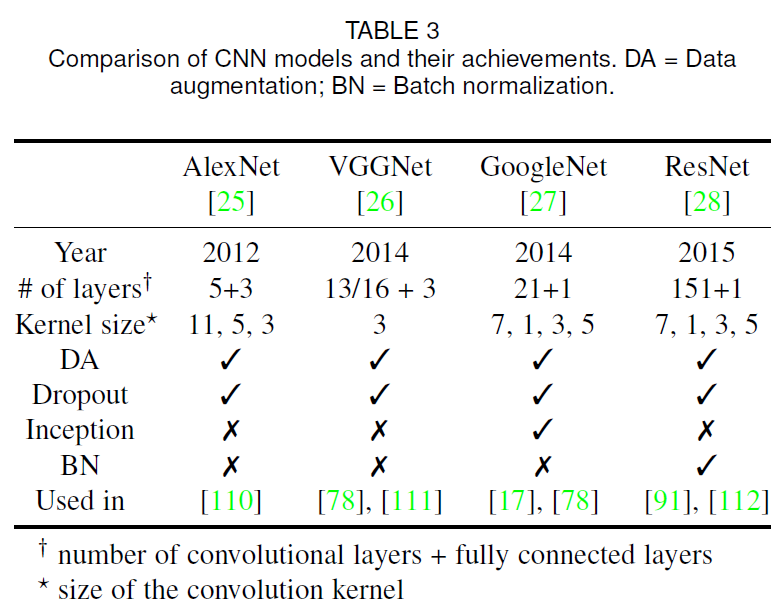 TABLE 3
Comparison of CNN models and their achievements. DA = Data
augmentation; BN = Batch normalization.
AlexNet VGGNet GoogleNet ResNet
[25] [26] [27] [28]
Year 2012 2014 2014 2015
# of layers† 5+3 13/16 + 3 21+1 151+1
Kernel size⋆ 11, 5, 3 3 7, 1, 3, 5 7, 1, 3, 5
DA ✓ ✓ ✓ ✓
Dropout ✓ ✓ ✓ ✓
Inception ✗ ✗ ✓ ✗
BN ✗ ✗ ✗ ✓
Used in [110] [78], [111] [17], [78] [91], [112]
† number of convolutional layers + fully connected layers
⋆ size of the convolution kernel